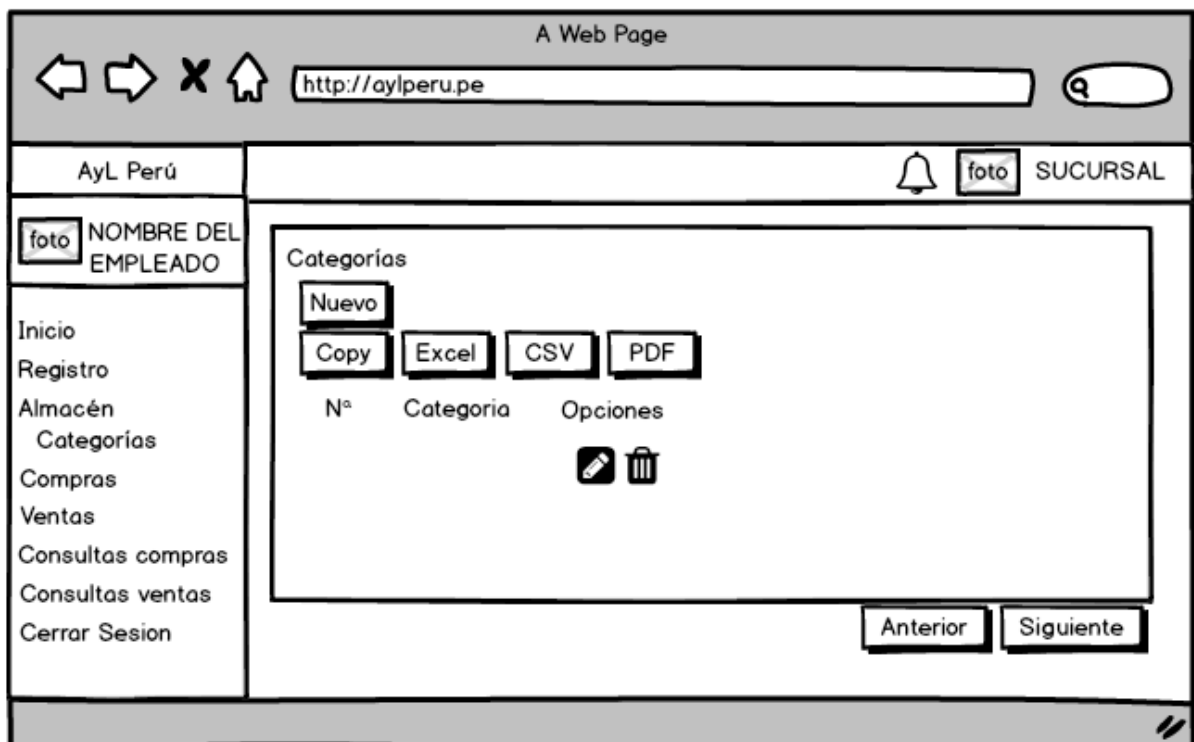 A Web Page
http://aylperu.pe
AyL Perú
foto SUCURSAL
foto NOMBRE DEL
EMPLEADO
Inicio
Registro
Almacén
Categorías
Compras
Ventas
Consultas compras
Consultas ventas
Cerrar Sesion
Categorías
Nuevo
Copy Excel CSV PDF
Nª Categoria Opciones
Anterior Siguiente